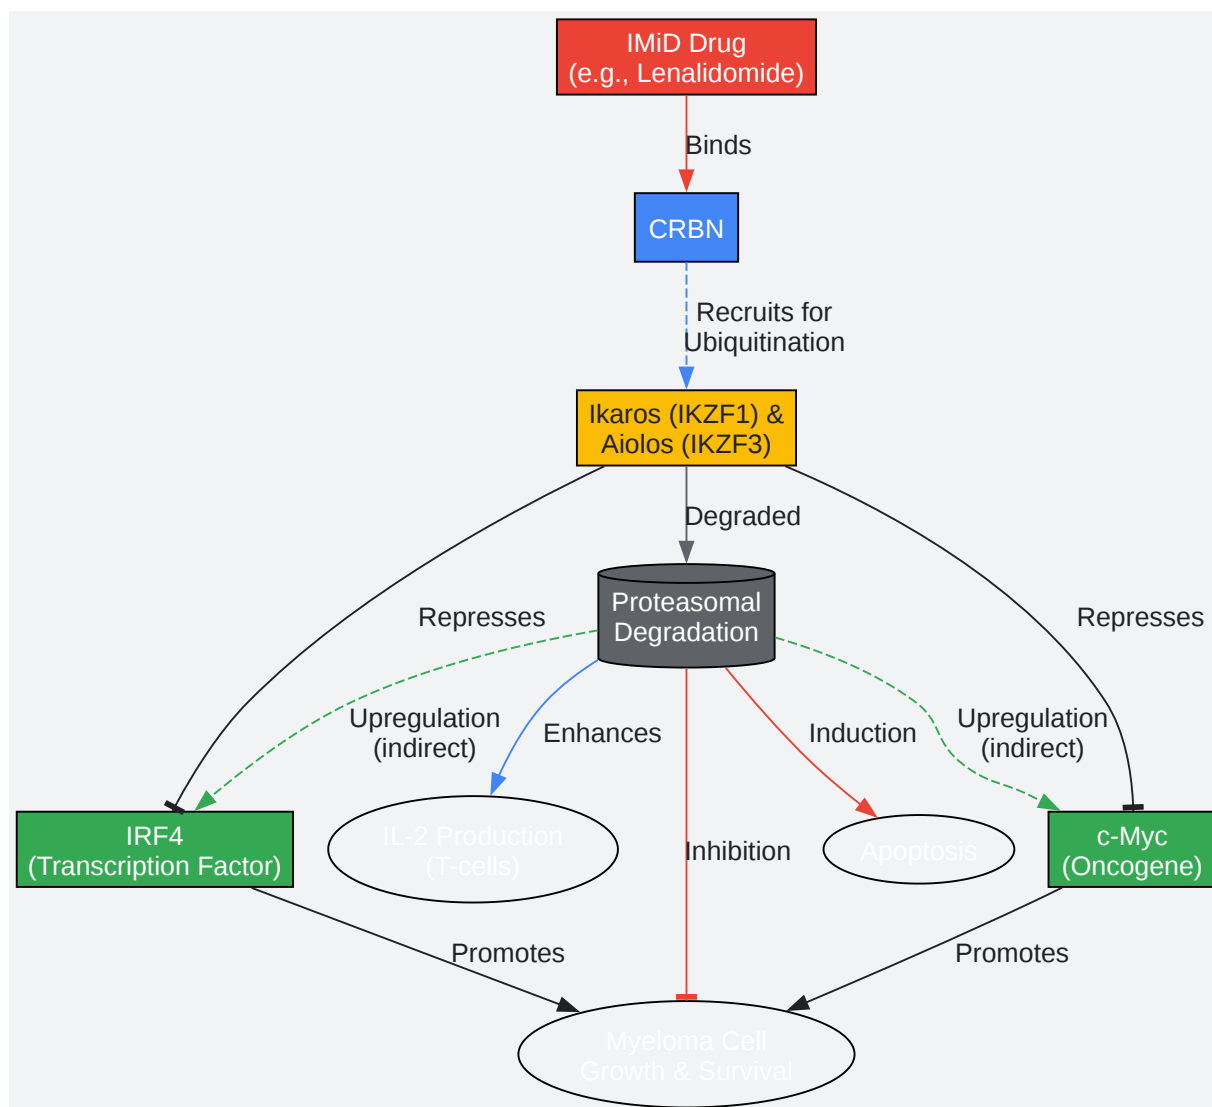 IMiD Drug
(e.g., Lenalidomide)
Binds
CRBN
Recruits for
Ubiquitination
Ikaros (IKZF1) &
Aiolos (IKZF3)
Degraded
Proteasomal
Degradation
Represses
Represses
Upregulation
(indirect)
Enhances
Induction
Upregulation
(indirect)
IRF4
(Transcription Factor)
IL-2 Production
(T-cells)
Inhibition
Apoptosis
c-Myc
(Oncogene)
Promotes
Promotes
Myeloma Cell
Growth & Survival